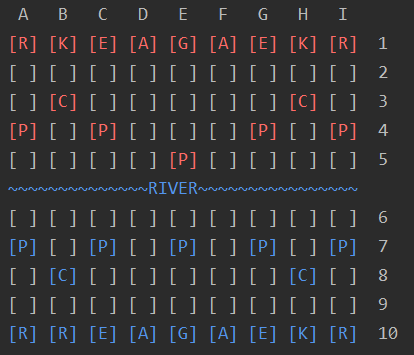 A B C D E F G H I
[R] [K] [E] [A] [G] [A] [E] [K] [R] 1
[ ] [ ] [ ] [ ] [ ] [ ] [ ] [ ] [ ] 2
[ ] [C] [ ] [ ] [ ] [ ] [ ] [C] [ ] 3
[P] [ ] [P] [ ] [ ] [ ] [P] [ ] [P] 4
[ ] [ ] [ ] [ ] [P] [ ] [ ] [ ] [ ] 5
~~~~~~~~~~~~~~RIVER~~~~~~~~~~~~~~~~
[ ] [ ] [ ] [ ] [ ] [ ] [ ] [ ] [ ] 6
[P] [ ] [P] [ ] [P] [ ] [P] [ ] [P] 7
[ ] [C] [ ] [ ] [ ] [ ] [ ] [C] [ ] 8
[ ] [ ] [ ] [ ] [ ] [ ] [ ] [ ] [ ] 9
[R] [R] [E] [A] [G] [A] [E] [K] [R] 10